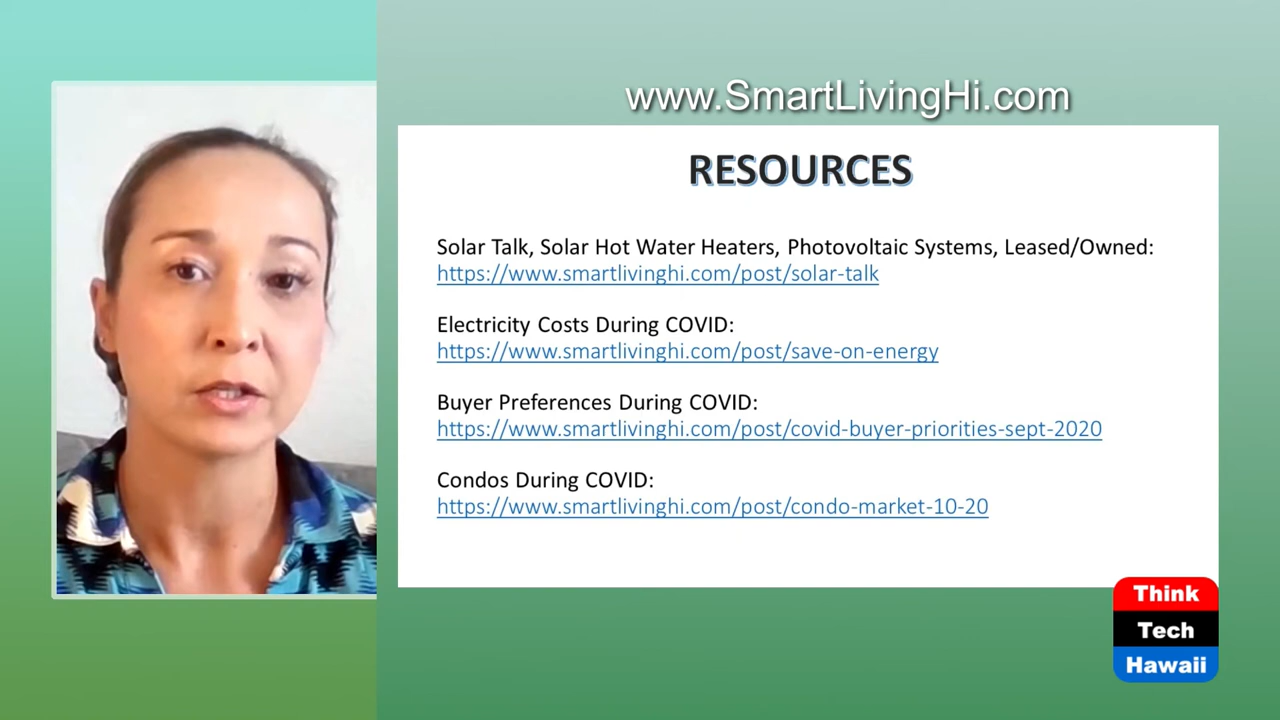 www.SmartLivingHi.com
RESOURCES
Solar Talk, Solar Hot Water Heaters, Photovoltaic Systems, Leased/Owned:
https://www.smartlivinghi.com/post/solar-talk
Electricity Costs During COVID:
https://www.smartlivinghi.com/post/save-on-energy
Buyer Preferences During COVID:
https://www.smartlivinghi.com/post/covid-buyer-priorities-sept-2020
Condos During COVID:
https://www.smartlivinghi.com/post/condo-market-10-20
Think
Tech
Hawaii